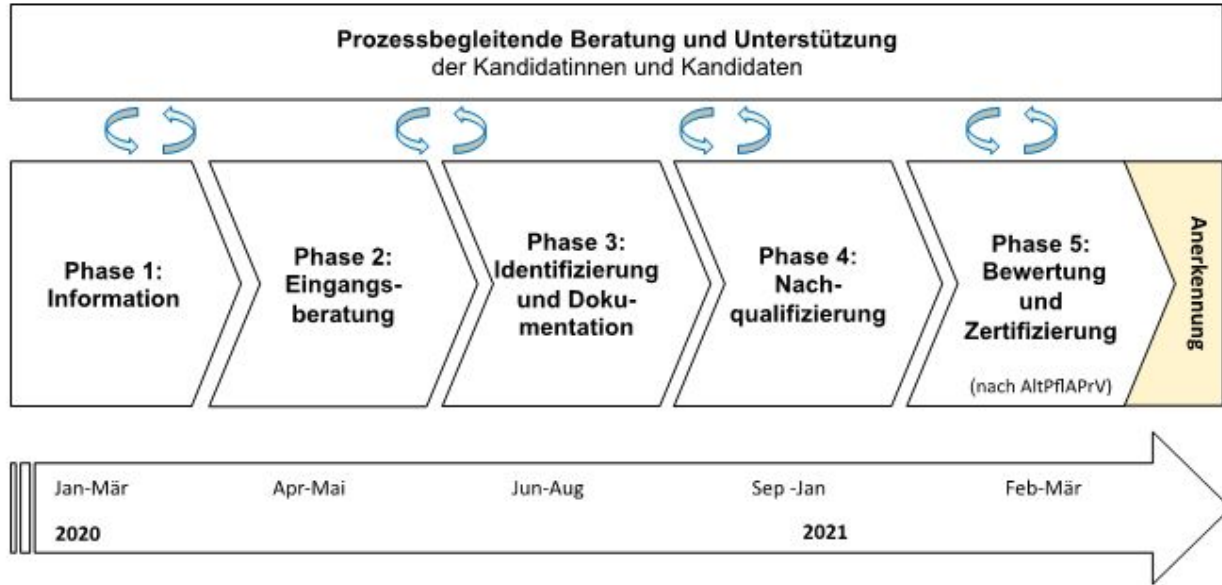 Prozessbegleitende Beratung und Unterstützung
der Kandidatinnen und Kandidaten
Phase 1:
Information
Phase 2:
Eingangs-
beratung
Phase 3:
Identifizierung
und Doku-
mentation
Phase 4:
Nach-
qualifizierung
Phase 5:
Bewertung
und
Zertifizierung
(nach AltPflAPrV)
Anerkennung
Jan-Mär
Apr-Mai
Jun-Aug
Sep -Jan
Feb-Mär
2020
2021